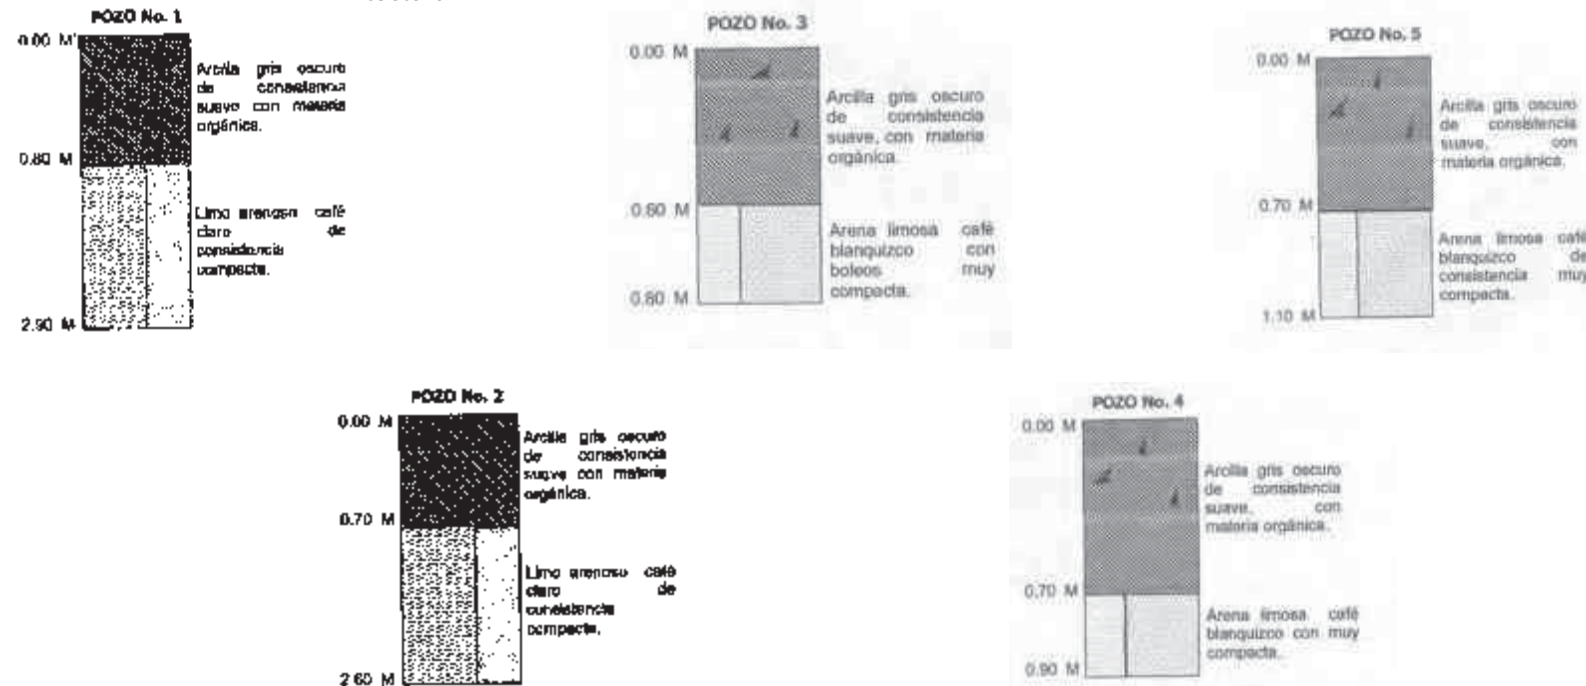 POZO No. 1
0.00 M
Arcilla gris oscuro
de consistencia
suave con materia
orgánica.
0.80 M
Limo arenoso café
claro de
consistencia
compacta.
2.90 M
POZO No. 3
0.00 M
Arcilla gris oscuro
de consistencia
suave, con materia
orgánica.
0.60 M
Arena limosa café
blanquizco con
boleos muy
compacta.
0.80 M
POZO No. 5
0.00 M
Arcilla gris oscuro
de consistencia
suave, con
materia orgánica.
0.70 M
Arena limosa café
blanquizco de
consistencia muy
compacta.
1.10 M
POZO No. 2
0.00 M
Arcilla gris oscuro
de consistencia
suave con materia
orgánica.
0.70 M
Limo arenoso café
claro de
consistencia
compacta.
2.60 M
POZO No. 4
0.00 M
Arcilla gris oscuro
de consistencia
suave, con
materia orgánica.
0.70 M
Arena limosa café
blanquizco con muy
compacta.
0.90 M